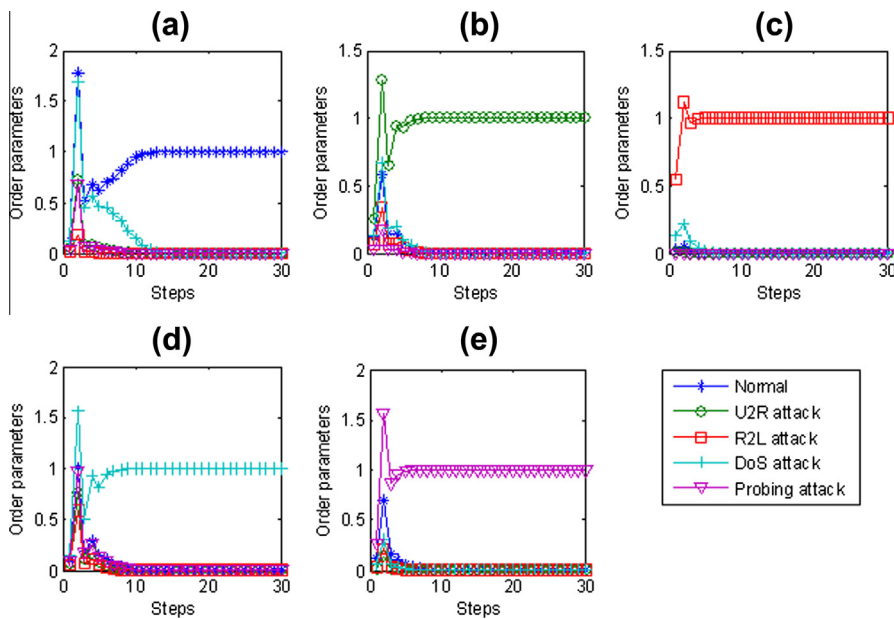 (a)
2
1.5
1
0.5
0
0 10 20 30
Order parameters
Steps
(b)
1.5
1
0.5
0
0 10 20 30
Order parameters
Steps
(c)
1.5
1
0.5
0
0 10 20 30
Order parameters
Steps
(d)
2
1.5
1
0.5
0
0 10 20 30
Order parameters
Steps
(e)
2
1.5
1
0.5
0
0 10 20 30
Order parameters
Steps
Normal
U2R attack
R2L attack
DoS attack
Probing attack